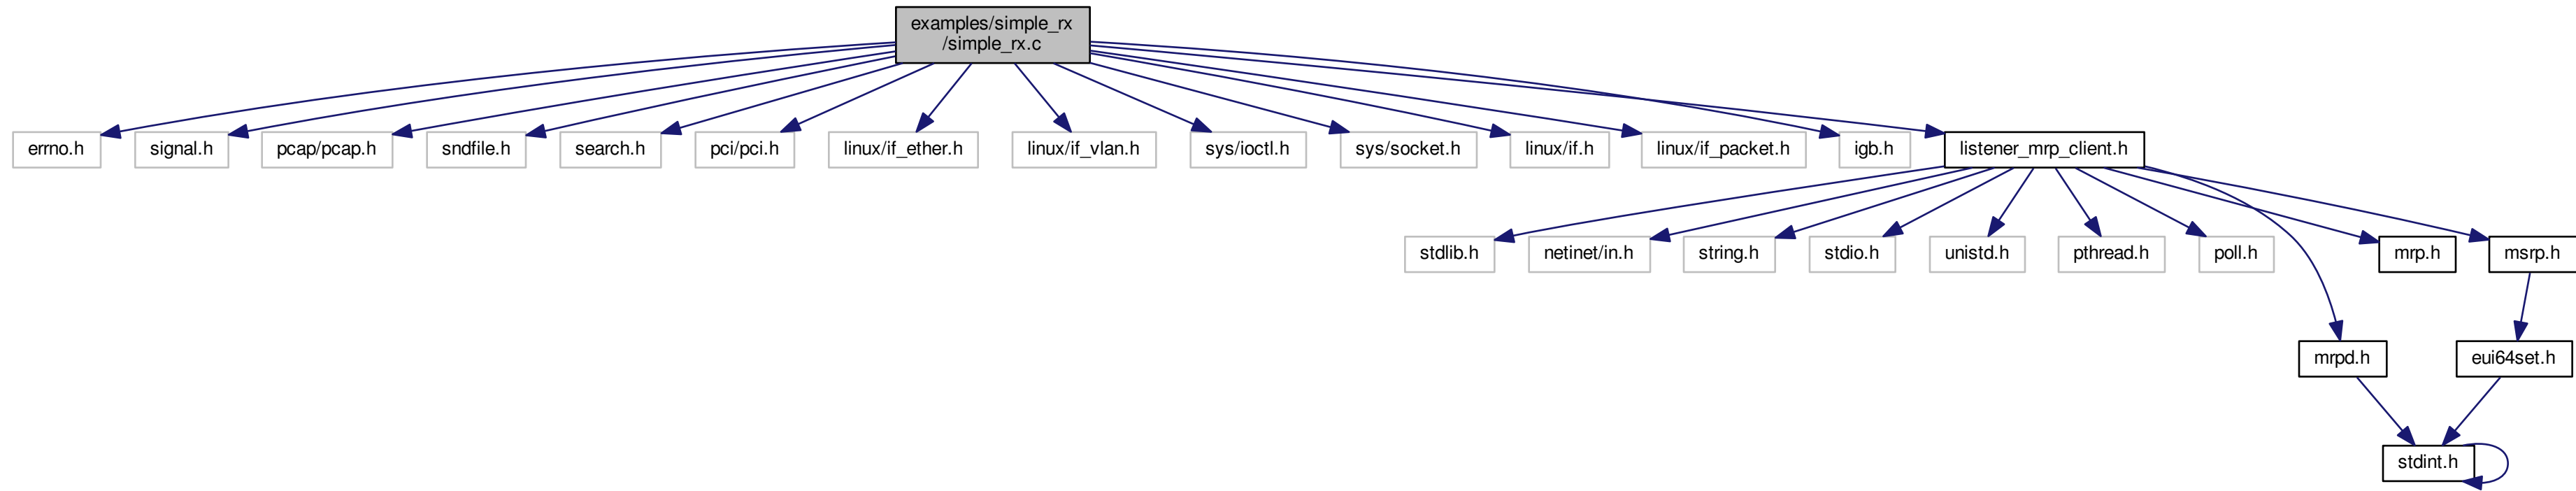 examples/simple_rx
/simple_rx.c
errno.h
signal.h
pcap/pcap.h
sndfile.h
search.h
pci/pci.h
linux/if_ether.h
linux/if_vlan.h
sys/ioctl.h
sys/socket.h
linux/if.h
linux/if_packet.h
igb.h
listener_mrp_client.h
stdlib.h
netinet/in.h
string.h
stdio.h
unistd.h
pthread.h
poll.h
mrp.h
msrp.h
mrpd.h
eui64set.h
stdint.h